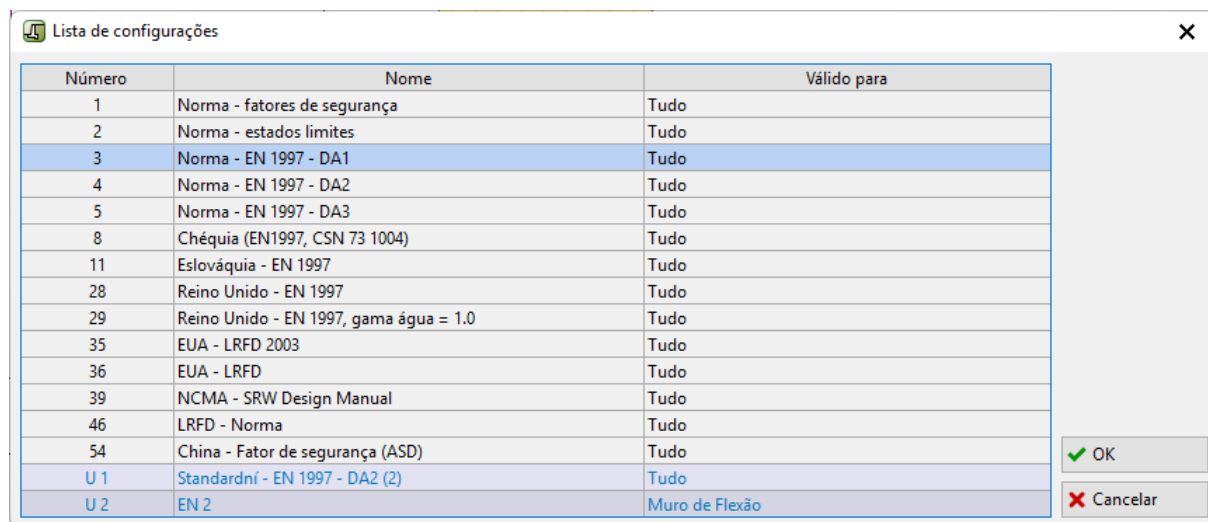 Lista de configurações
Número Nome Válido para
1 Norma - fatores de segurança Tudo
2 Norma - estados limites Tudo
3 Norma - EN 1997 - DA1 Tudo
4 Norma - EN 1997 - DA2 Tudo
5 Norma - EN 1997 - DA3 Tudo
8 Chéquia (EN1997, CSN 73 1004) Tudo
11 Eslováquia - EN 1997 Tudo
28 Reino Unido - EN 1997 Tudo
29 Reino Unido - EN 1997, gama água = 1.0 Tudo
35 EUA - LRFD 2003 Tudo
36 EUA - LRFD Tudo
39 NCMA - SRW Design Manual Tudo
46 LRFD - Norma Tudo
54 China - Fator de segurança (ASD) Tudo
U 1 Standardní - EN 1997 - DA2 (2) Tudo
U 2 EN 2 Muro de Flexão
OK
Cancelar